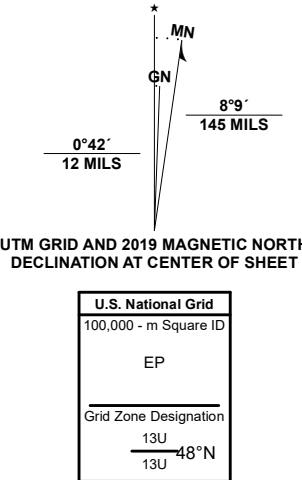 ★
MN
GN
8°9´
145 MILS
0°42´
12 MILS
UTM GRID AND 2019 MAGNETIC NORTH
DECLINATION AT CENTER OF SHEET
U.S. National Grid
100,000 - m Square ID
EP
Grid Zone Designation
13U
48°N
13U